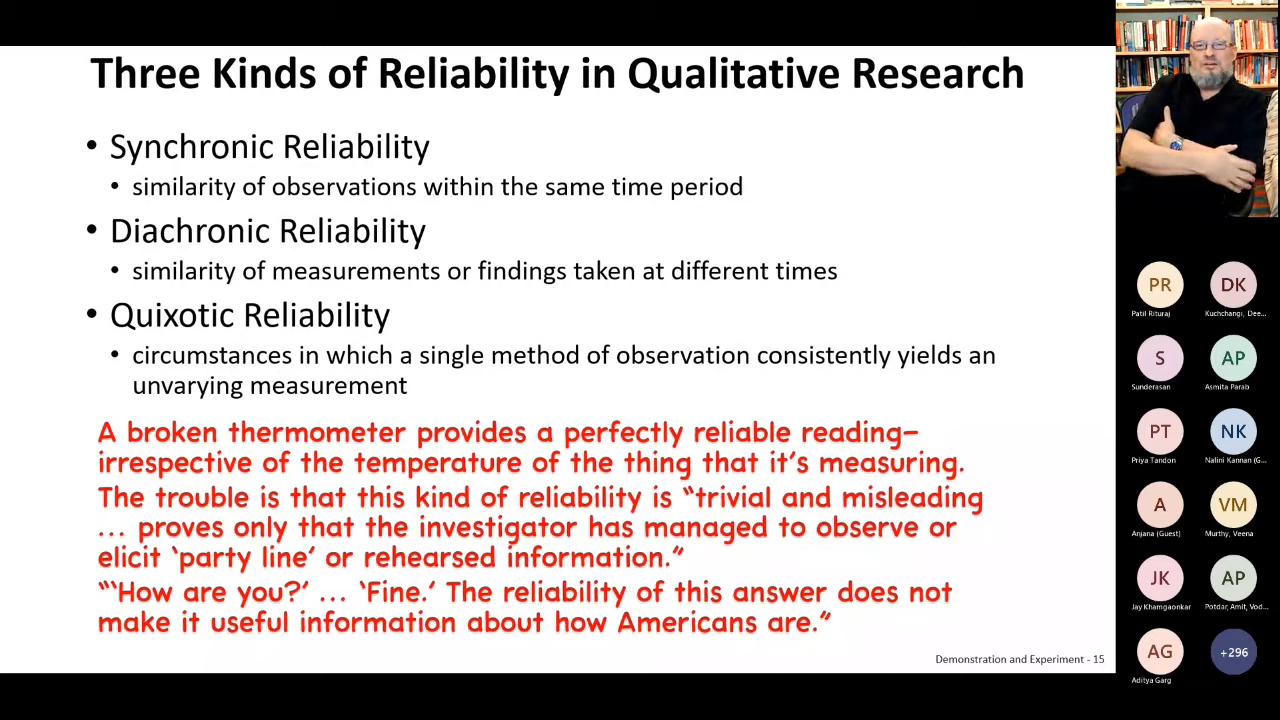 Three Kinds of Reliability in Qualitative Research
• Synchronic Reliability
• similarity of observations within the same time period
• Diachronic Reliability
• similarity of measurements or findings taken at different times
• Quixotic Reliability
• circumstances in which a single method of observation consistently yields an
unvarying measurement
A broken thermometer provides a perfectly reliable reading—
irrespective of the temperature of the thing that it's measuring.
The trouble is that this kind of reliability is “trivial and misleading
... proves only that the investigator has managed to observe or
elicit ‘party line’ or rehearsed information.”
“‘How are you?’ ... ‘Fine.’ The reliability of this answer does not
make it useful information about how Americans are.”
Demonstration and Experiment - 15
PR
DK
Patil Rituraj
Kuchchangi, Dee...
S
AP
Sunderasan
Asmita Parab
PT
NK
Priya Tandon
Nalini Kannan (G...
A
VM
Anjana (Guest)
Murthy, Veena
JK
AP
Jay Khamgaonkar
Potdar, Amit, Vod...
AG
+296
Aditya Garg